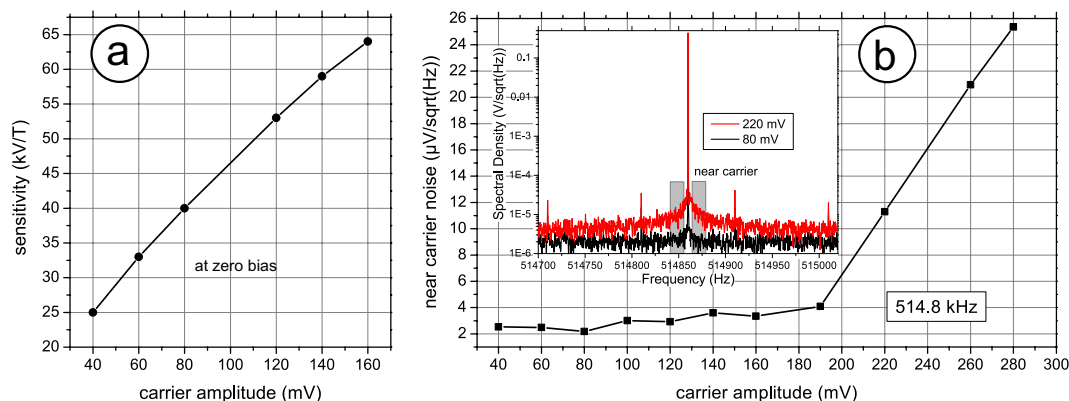 a
65
60
55
50
45
40
35
30
25
20
sensitivity (kV/T)
at zero bias
40 60 80 100 120 140 160
carrier amplitude (mV)
b
26
24
22
20
18
16
14
12
10
8
6
4
2
near carrier noise (µV/sqrt(Hz))
0.1
0.01
1E-3
1E-4
1E-5
1E-6
Spectral Density (V/sqrt(Hz))
220 mV
80 mV
near carrier
514700 514750 514800 514850 514900 514950 515000
Frequency (Hz)
514.8 kHz
40 60 80 100 120 140 160 180 200 220 240 260 280 300
carrier amplitude (mV)